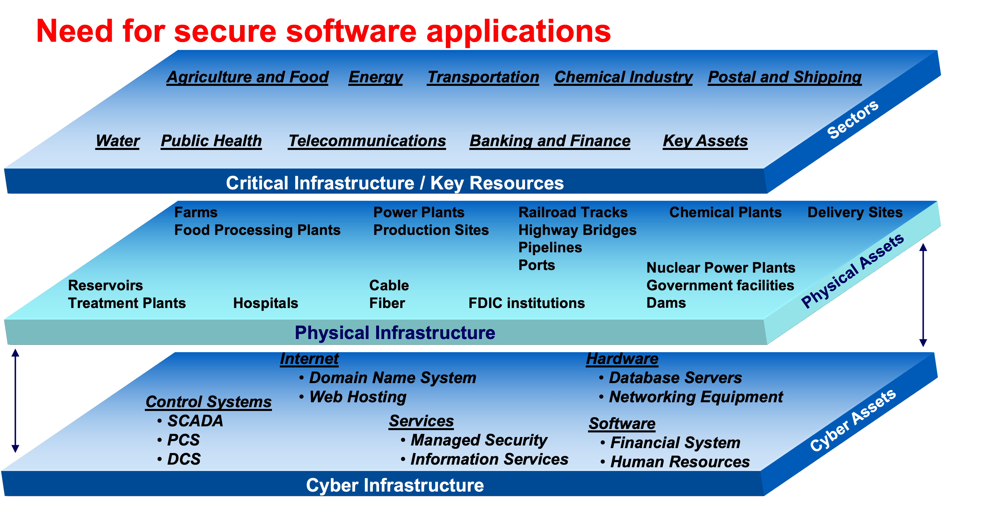 Need for secure software applications
Agriculture and Food Energy Transportation Chemical Industry Postal and Shipping
Water Public Health Telecommunications Banking and Finance Key Assets
Sectors
Critical Infrastructure / Key Resources
Farms
Food Processing Plants
Power Plants
Production Sites
Railroad Tracks
Highway Bridges
Pipelines
Ports
Chemical Plants
Delivery Sites
Reservoirs
Treatment Plants
Hospitals
Cable
Fiber
FDIC institutions
Nuclear Power Plants
Government facilities
Dams
Physical Assets
Physical Infrastructure
Internet
• Domain Name System
• Web Hosting
Hardware
• Database Servers
• Networking Equipment
Control Systems
• SCADA
• PCS
• DCS
Services
• Managed Security
• Information Services
Software
• Financial System
• Human Resources
Cyber Assets
Cyber Infrastructure